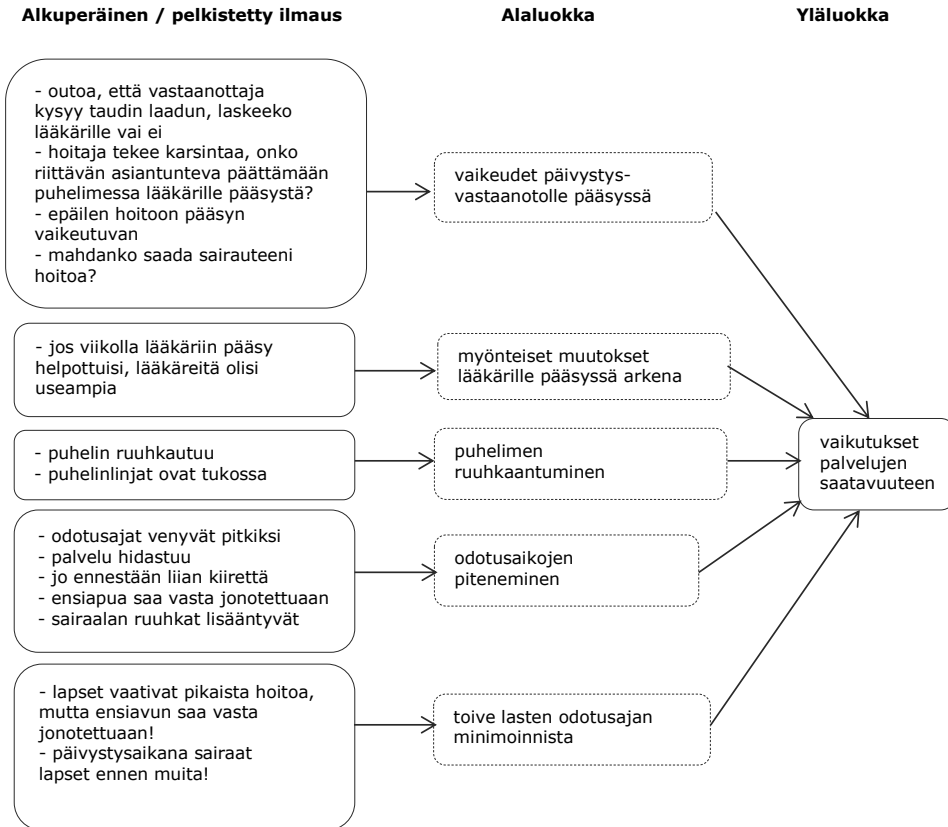 Alkuperäinen / pelkistetty ilmaus
Alaluokka
Yläluokka
- outoa, että vastaanottaja
kysyy taudin laadun, laskeeko
lääkärille vai ei
- hoitaja tekee karsintaa, onko
riittävän asiantunteva päättämään
puhelimessa lääkärille pääsystä?
- epäilen hoitoon pääsyn
vaikeutuvan
- mahdanko saada sairauteeni
hoitoa?
vaikeudet päivystys-
vastaanotolle pääsyssä
- jos viikolla lääkäriin pääsy
helpottuisi, lääkäreitä olisi
useampia
myönteiset muutokset
lääkärille pääsyssä arkena
- puhelin ruuhkautuu
- puhelinlinjat ovat tukossa
puhelimen
ruuhkaantuminen
vaikutukset
palvelujen
saatavuuteen
- odotusajat venyvät pitkiksi
- palvelu hidastuu
- jo ennestään liian kiirettä
- ensiapua saa vasta jonotettuaan
- sairaalan ruuhkat lisääntyvät
odotusaikojen
piteneminen
- lapset vaativat pikaista hoitoa,
mutta ensiavun saa vasta
jonotettuaan!
- päivystysaikana sairaat
lapset ennen muita!
toive lasten odotusajan
minimoinnista